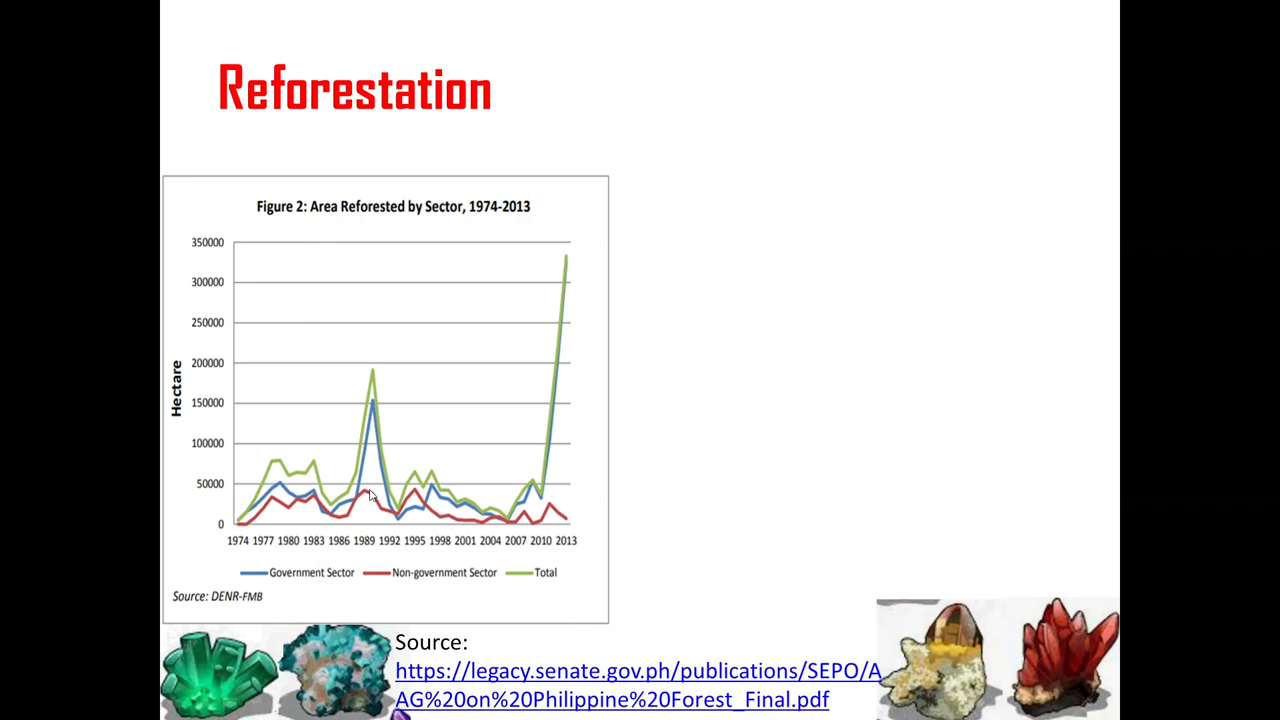 Reforestation
Figure 2: Area Reforested by Sector, 1974-2013
350000
300000
250000
200000
150000
100000
50000
0
Hectare
1974 1977 1980 1983 1986 1989 1992 1995 1998 2001 2004 2007 2010 2013
Government Sector Non-government Sector Total
Source: DENR-FMB
Source:
https://legacy.senate.gov.ph/publications/SEPO/A
AG%20on%20Philippine%20Forest_Final.pdf